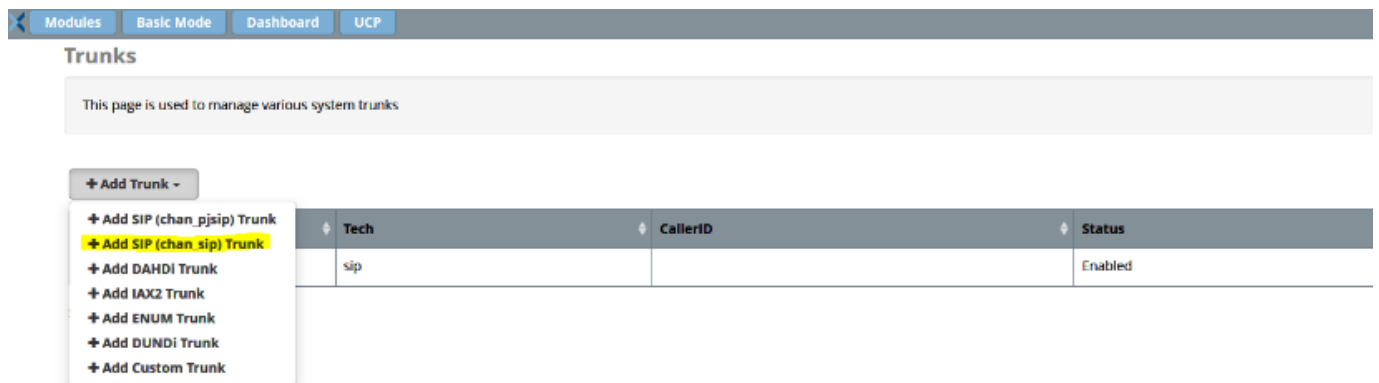 Modules Basic Mode Dashboard UCP
Trunks
This page is used to manage various system trunks
+ Add Trunk
+ Add SIP (chan_pjsip) Trunk
Tech CallerID Status
+ Add SIP (chan_sip) Trunk
+ Add DAHDi Trunk
sip Enabled
+ Add IAX2 Trunk
+ Add ENUM Trunk
+ Add DUNDi Trunk
+ Add Custom Trunk